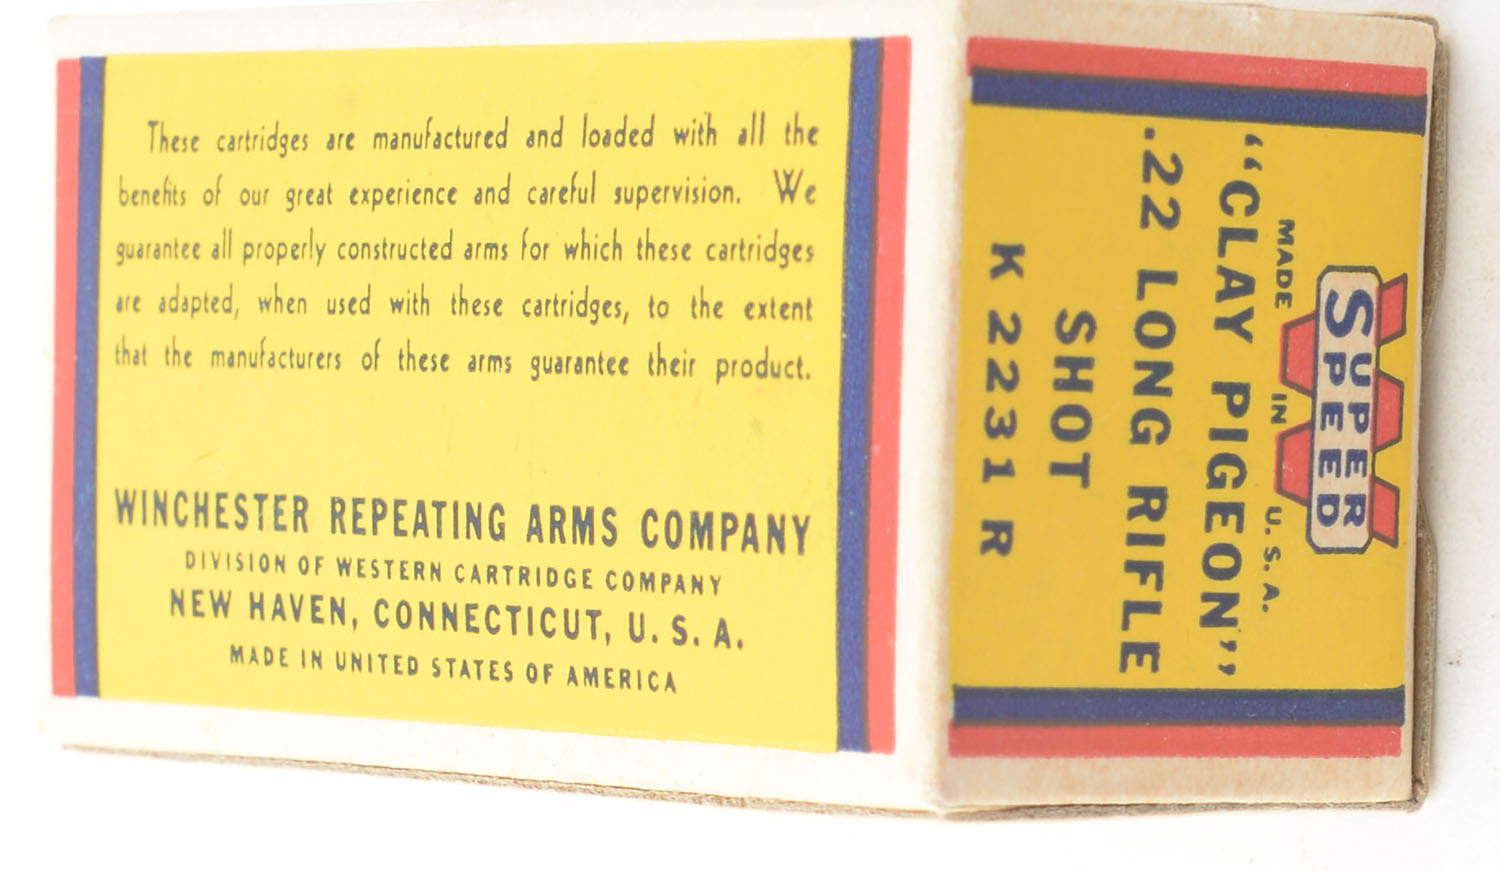 These cartridges are manufactured and loaded with all the
benefits of our great experience and careful supervision. We
guarantee all properly constructed arms for which these cartridges
are adapted, when used with these cartridges, to the extent
that the manufacturers of these arms guarantee their product.
WINCHESTER REPEATING ARMS COMPANY
DIVISION OF WESTERN CARTRIDGE COMPANY
NEW HAVEN, CONNECTICUT, U. S. A.
MADE IN UNITED STATES OF AMERICA
SUPER
SPEED
MADE IN U. S. A.
“CLAY PIGEON”
.22 LONG RIFLE
SHOT
K 2231 R